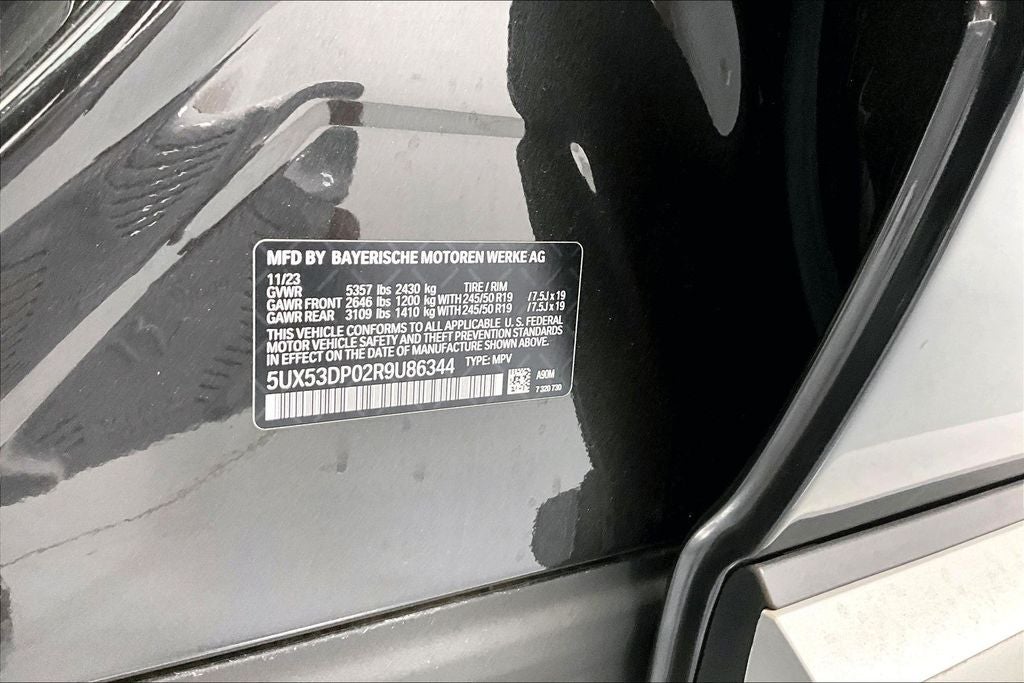 MFD BY BAYERISCHE MOTOREN WERKE AG
11/23
GVWR 5357 lbs 2430 kg TIRE / RIM
GAWR FRONT 2646 lbs 1200 kg WITH 245/50 R19 / 7.5J x 19
GAWR REAR 3109 lbs 1410 kg WITH 245/50 R19 / 7.5J x 19
THIS VEHICLE CONFORMS TO ALL APPLICABLE U. S. FEDERAL
MOTOR VEHICLE SAFETY AND THEFT PREVENTION STANDARDS
IN EFFECT ON THE DATE OF MANUFACTURE SHOWN ABOVE.
5UX53DP02R9U86344 TYPE: MPV
A90M
7 320 730